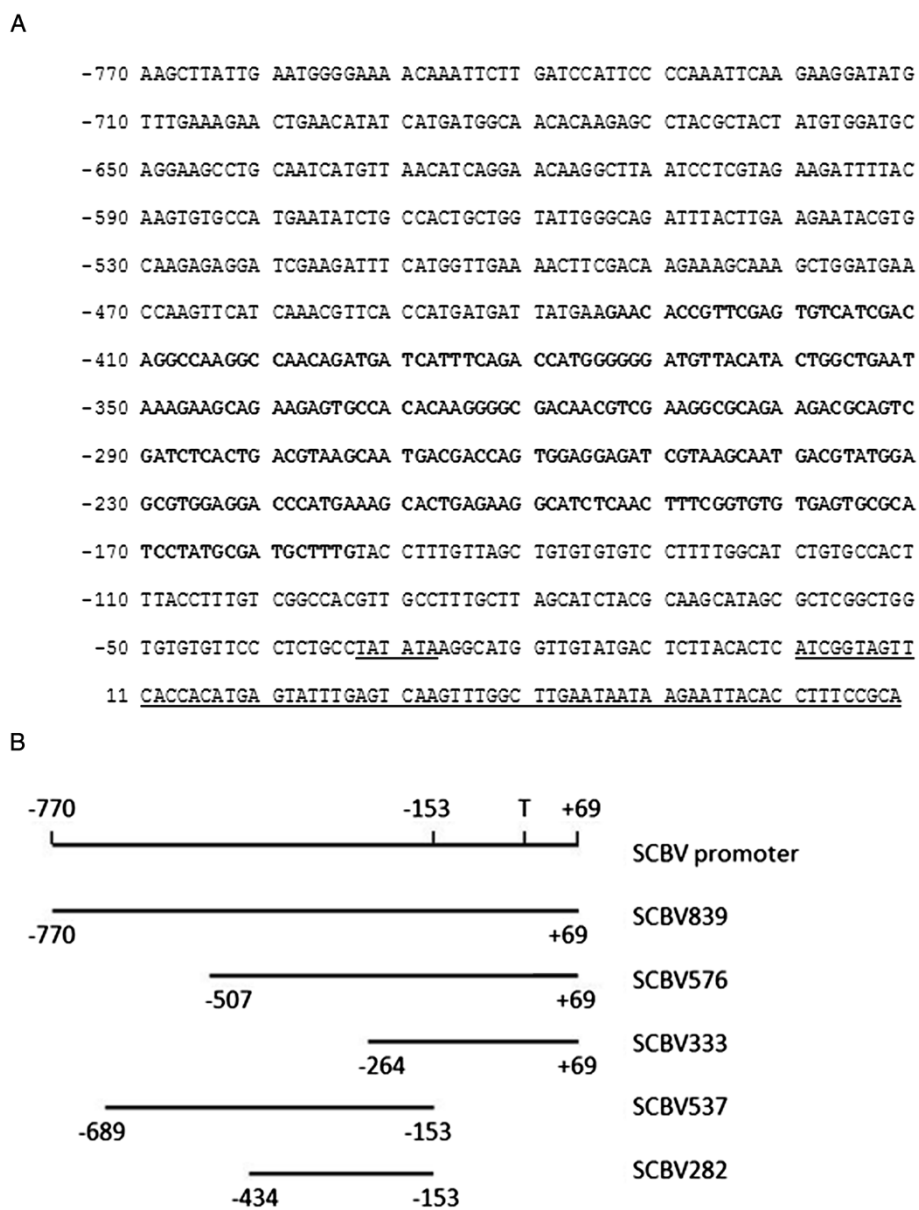 A
-770 AAGCTTATTG AATGGGGAAA ACAAATTCTT GATCCATTCC CCAAATTCAA GAAGGATATG
-710 TTTGAAAGAA CTGAACATAT CATGATGGCA ACACAAGAGC CTACGCTACT ATGTGGATGC
-650 AGGAAGCCTG CAATCATGTT AACATCAGGA ACAAGGCTTA ATCCTCGTAG AAGATTTTAC
-590 AAGTGTGCCA TGAATATCTG CCACTGCTGG TATTGGGCAG ATTTACTTGA AGAATACGTG
-530 CAAGAGAGGA TCGAAGATTT CATGGTTGAA AACTTCGACA AGAAAGCAAA GCTGGATGAA
-470 CCAAGTTCAT CAAACGTTCA CCATGATGAT TATGAAGAAC ACCGTTCGAG TGTCATCGAC
-410 AGGCCAAGGC CAACAGATGA TCATTTCAGA CCATGGGGGG ATGTTACATA CTGGCTGAAT
-350 AAAGAAGCAG AAGAGTGCCA CACAAGGGGC GACAACGTCG AAGGCGCAGA AGACGCAGTC
-290 GATCTCACTG ACGTAAGCAA TGACGACCAG TGGAGGAGAT CGTAAGCAAT GACGTATGGA
-230 GCGTGGAGGA CCCATGAAAG CACTGAGAAG GCATCTCAAC TTTCGGTGTG TGAGTGCGCA
-170 TCCTATGCGA TGCTTTGTAC CTTTGTTAGC TGTGTGTGTC CTTTTGGCAT CTGTGCCACT
-110 TTACCTTTGT CGGCCACGTT GCCTTTGCTT AGCATCTACG CAAGCATAGC GCTCGGCTGG
-50 TGTGTGTTCC CTCTGCCTAT ATAAGGCATG GTTGTATGAC TCTTACACTC ATCGGTAGTT
11 CACCACATGA GTATTTGAGT CAAGTTTGGC TTGAATAATA AGAATTACAC CTTTCCGCA
B
-770 -153 T +69
SCBV promoter
SCBV839
-770 +69
SCBV576
-507 +69
SCBV333
-264 +69
SCBV537
-689 -153
SCBV282
-434 -153